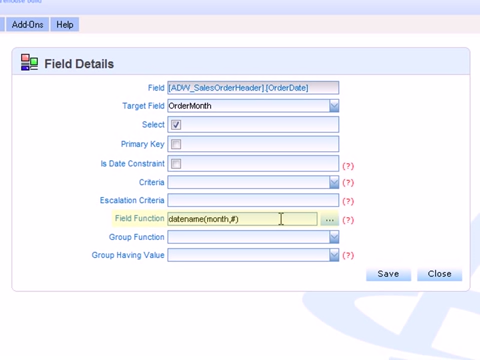 Add-Ons Help
Field Details
Field [ADW_SalesOrderHeader].[OrderDate]
Target Field OrderMonth
Select
Primary Key
Is Date Constraint (?)
Criteria (?)
Escalation Criteria (?)
Field Function datename(month,#) ... (?)
Group Function
Group Having Value (?)
Save Close